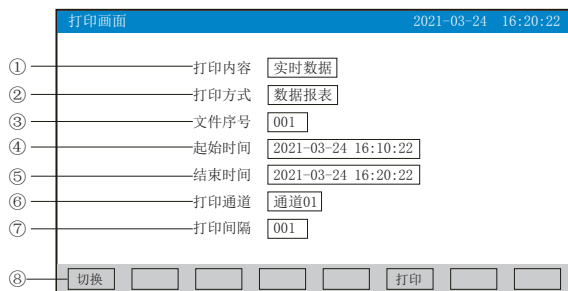 打印画面 2021-03-24 16:20:22
① 打印内容 实时数据
② 打印方式 数据报表
③ 文件序号 001
④ 起始时间 2021-03-24 16:10:22
⑤ 结束时间 2021-03-24 16:20:22
⑥ 打印通道 通道01
⑦ 打印间隔 001
⑧ 切换 打印